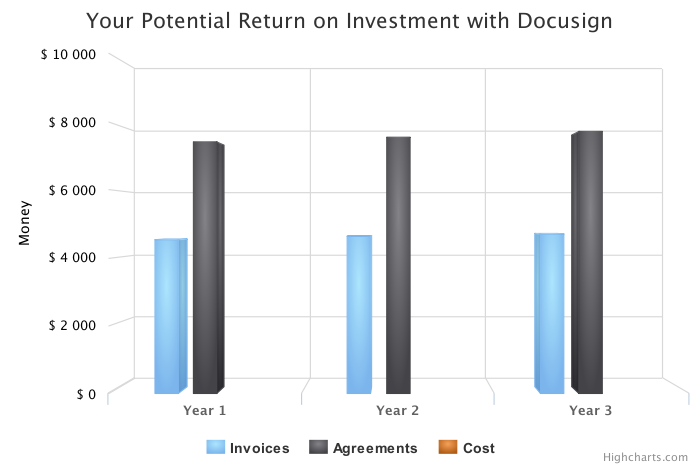 Your Potential Return on Investment with Docusign
$ 10 000
$ 8 000
$ 6 000
$ 4 000
$ 2 000
$ 0
Money
Year 1
Year 2
Year 3
Invoices
Agreements
Cost
Highcharts.com